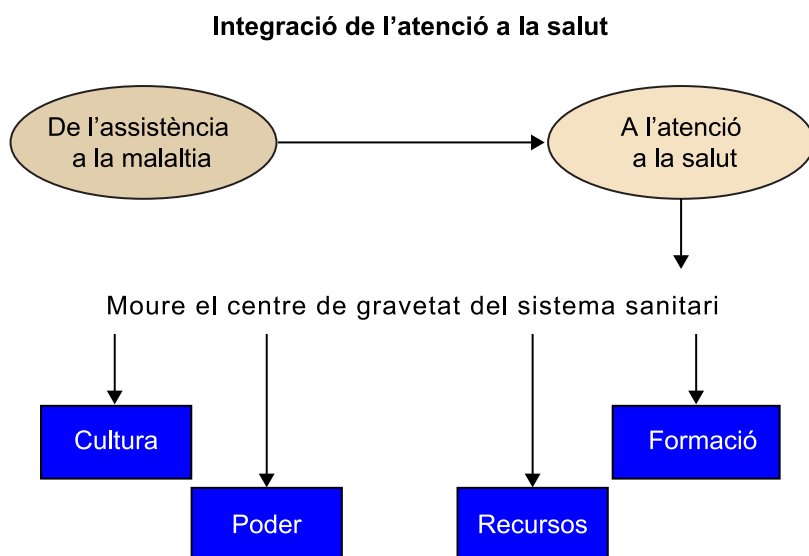 Integració de l’atenció a la salut
De l’assistència
a la malaltia
A l’atenció
a la salut
Moure el centre de gravetat del sistema sanitari
Cultura
Formació
Poder
Recursos